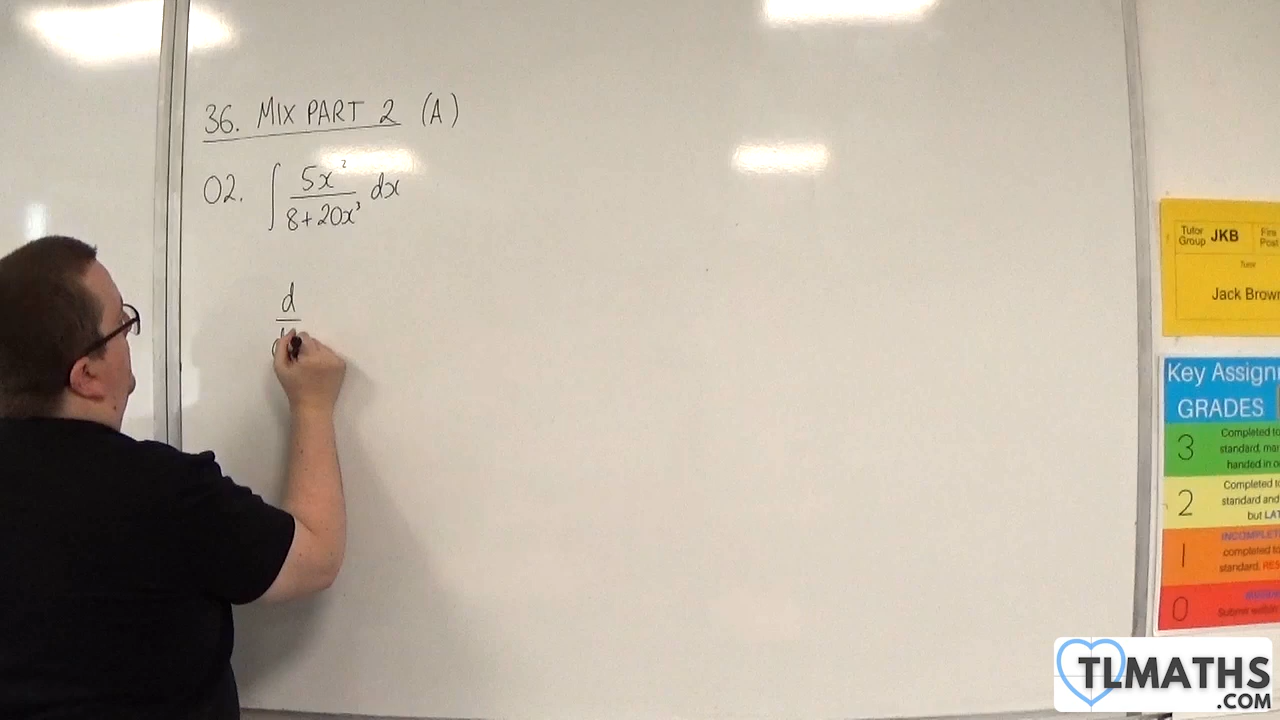 36. MIX PART 2 (A)
02. ∫ 5x² / 8+20x³ dx
d
Tutor Group JKB
Tutor
Jack Brown
Key Assign
GRADES
3 Completed to
standard, mar
handed in o
2 Completed to
standard and
but LAT
1 INCOMPLET
completed to
standard, RES
0
TLMATHS
.COM